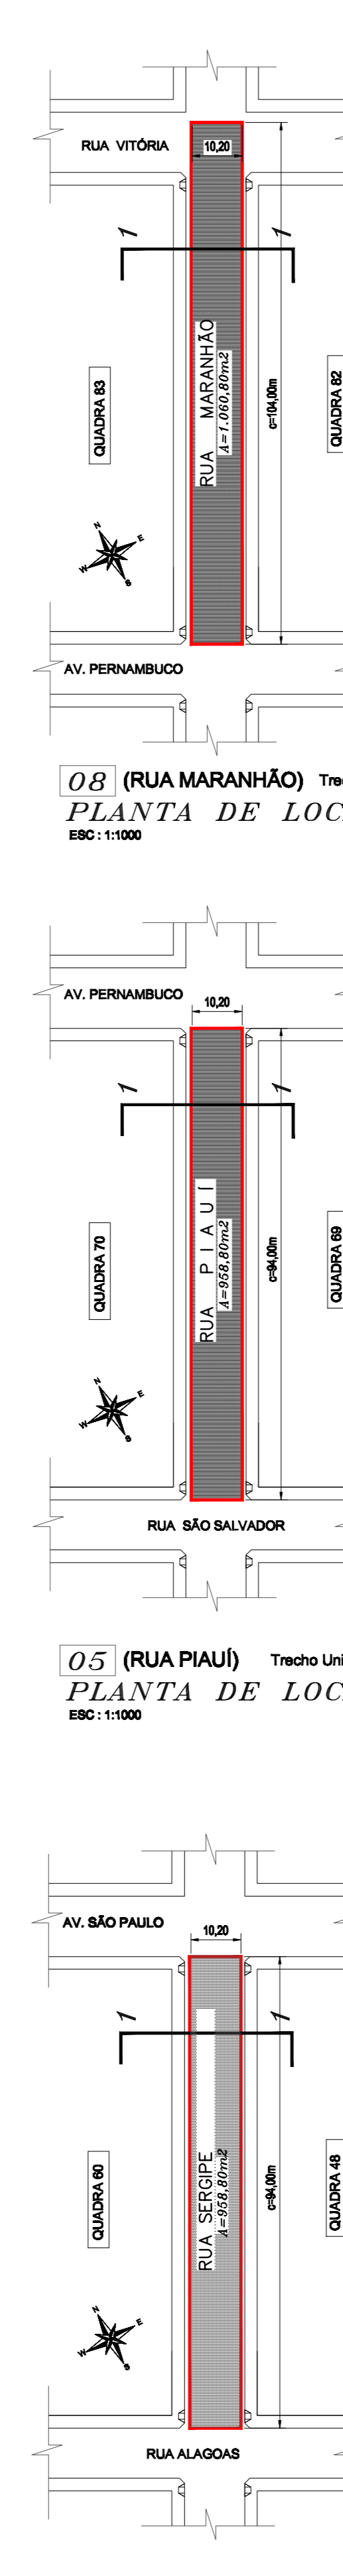 RUA VITÓRIA
10,20
1
1
RUA MARANHÃO
A=1.060,80m2
c=104,00m
QUADRA 83
QUADRA 82
N
E
W
S
AV. PERNAMBUCO
08 (RUA MARANHÃO)
PLANTA DE
ESC : 1:1000
AV. PERNAMBUCO
10,20
1
1
RUA PIAUÍ
A=958,80m2
c=94,00m
QUADRA 70
QUADRA 69
N
E
W
S
RUA SÃO SALVADOR
05 (RUA PIAUÍ) Trecho
PLANTA DE
ESC : 1:1000
AV. SÃO PAULO
10,20
1
1
RUA SERGIPE
A=958,80m2
c=94,00m
QUADRA 60
QUADRA 48
N
E
W
S
RUA ALAGOAS